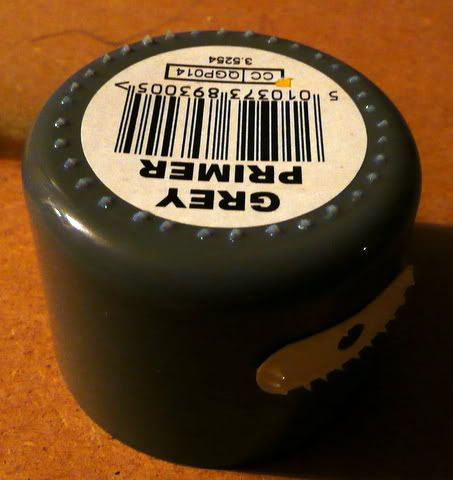 GREY
PRIMER
5 010373 893005 >
CC QGP014
3.5254